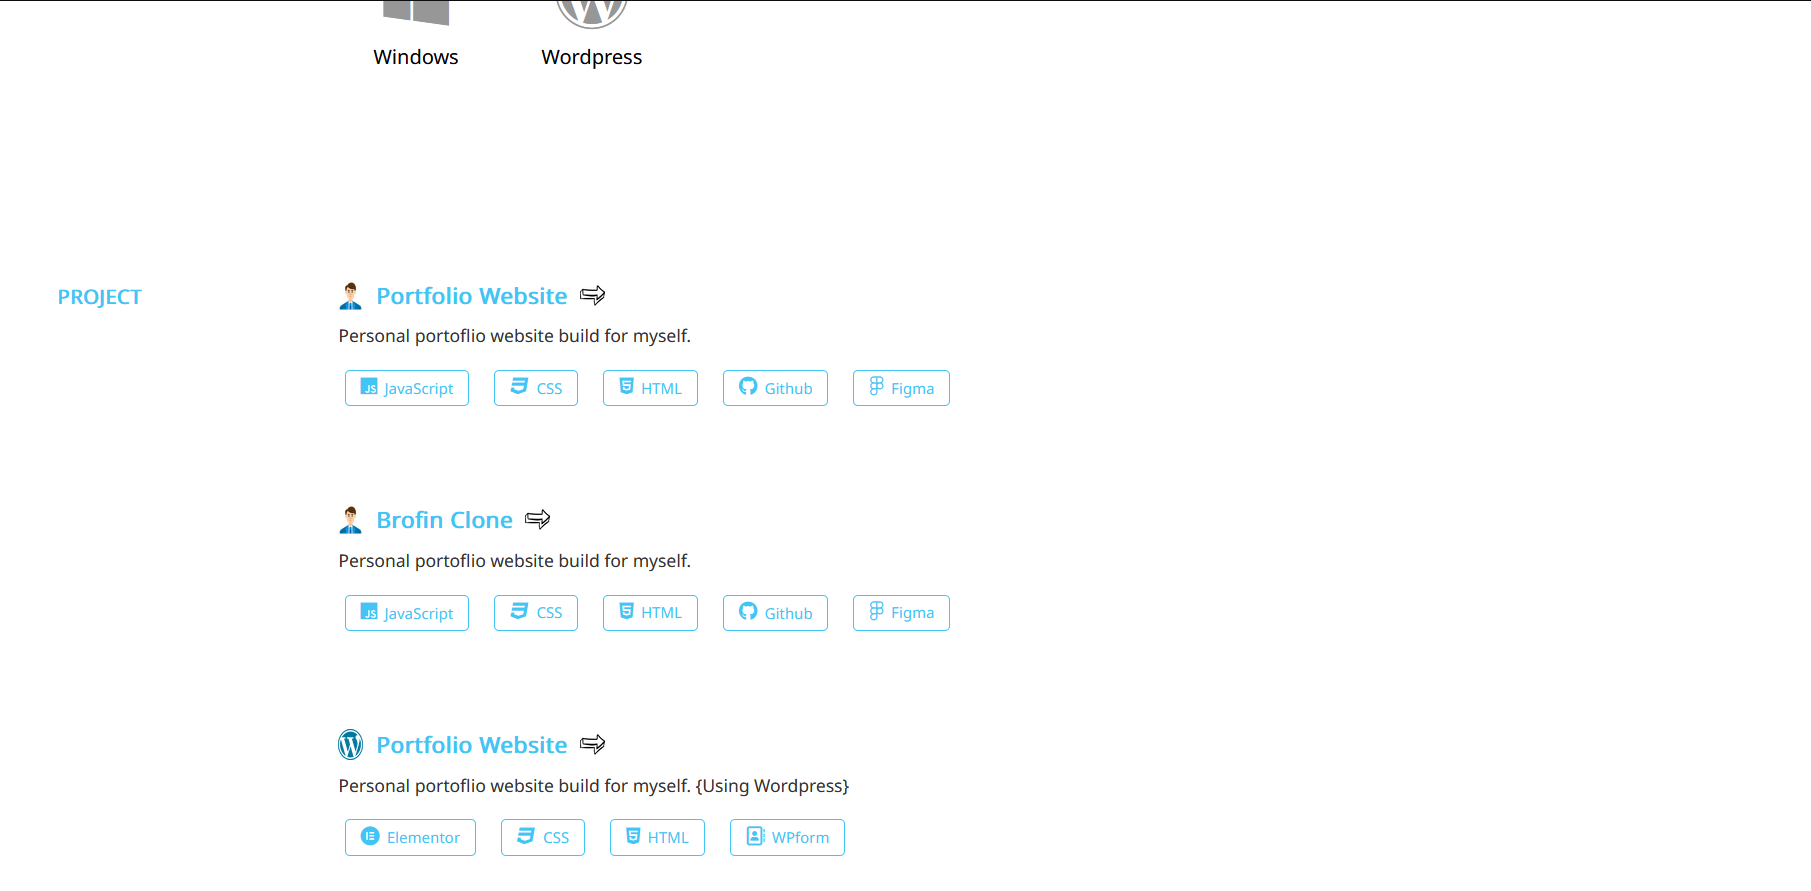 Windows Wordpress
PROJECT
Portfolio Website
Personal portoflio website build for myself.
JavaScript CSS HTML Github Figma
Brofin Clone
Personal portoflio website build for myself.
JavaScript CSS HTML Github Figma
Portfolio Website
Personal portoflio website build for myself. {Using Wordpress}
Elementor CSS HTML WPform